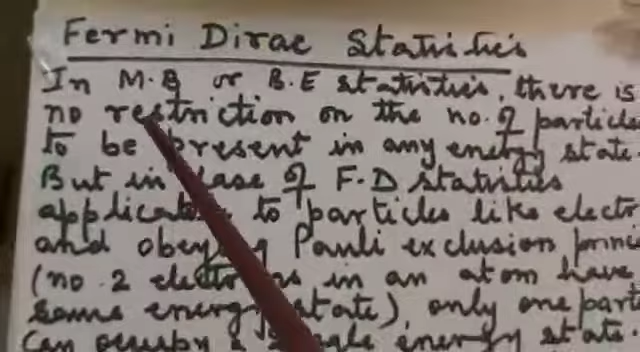 Fermi Dirac Statistics
In M.B or B.E statistics, there is
no restriction on the no. of particle
to be present in any energy state.
But in case of F.D statistics
applicable to particles like electr
and obeying Pauli exclusion princi
(no. 2 electrons in an atom have
same energy state), only one part
Can occupy a single energy state.